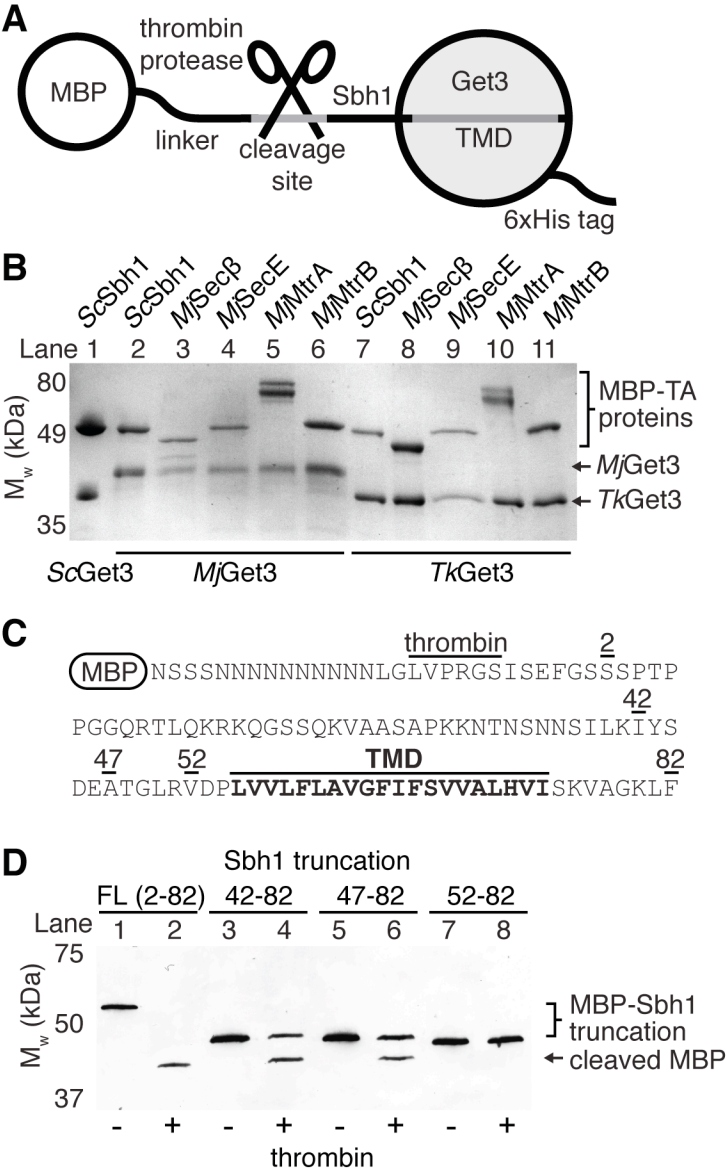 A
thrombin
protease
MBP
linker
cleavage
site
Sbh1
Get3
TMD
6xHis tag
B
ScSbh1 ScSbh1 MjSecβ MjSecE MjMtrA MjMtrB ScSbh1 MjSecβ MjSecE MjMtrA MjMtrB
Lane 1 2 3 4 5 6 7 8 9 10 11
Mw (kDa)
80
49
35
MBP-TA
proteins
MjGet3
TkGet3
ScGet3 MjGet3 TkGet3
C
thrombin 2
MBP NSSSNNNNNNNNNNLGLVPRGSISEFGSSSPTP
42
PGGQRTLQKRKQGSSQKVAASAPKKNTNSNNSILKIYS
47 52 TMD 82
DEATGLRVDPLVVLFLAVGFIFSVVALHVISKVAGKLF
D
Sbh1 truncation
FL (2-82) 42-82 47-82 52-82
Lane 1 2 3 4 5 6 7 8
Mw (kDa)
75
50
37
MBP-Sbh1
truncation
cleaved MBP
- + - + - + - +
thrombin